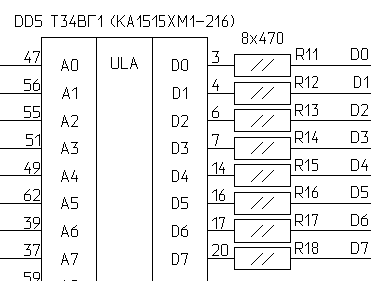 DD5 Т34ВГ1 (КА1515ХМ1-216)
8x470
47 A0 ULA D0 3 R11 D0
56 A1 D1 4 R12 D1
55 A2 D2 6 R13 D2
51 A3 D3 7 R14 D3
49 A4 D4 14 R15 D4
62 A5 D5 16 R16 D5
39 A6 D6 17 R17 D6
37 A7 D7 20 R18 D7
59